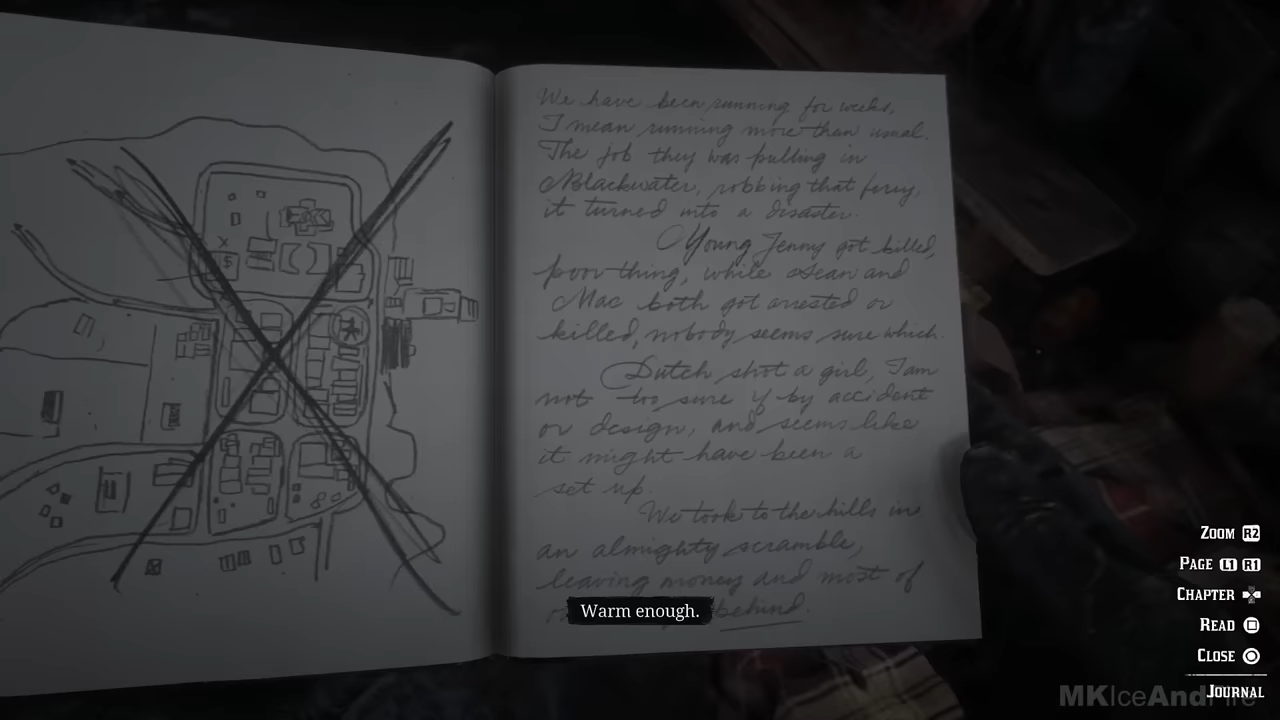 We have been running for weeks,
I mean running more than usual.
The job they was pulling in
Blackwater, robbing that ferry,
it turned into a disaster.
Young Jenny got killed,
poor thing, while Sean and
Mac both got arrested or
killed, nobody seems sure which.
Dutch shot a girl, I am
not too sure if by accident
or design, and seems like
it might have been a
set up.
We took to the hills in
an almighty scramble,
leaving money and most of
behind.
Warm enough.
$
ZOOM R2
PAGE L1 R1
CHAPTER
READ
CLOSE
JOURNAL
MKIceAndFire